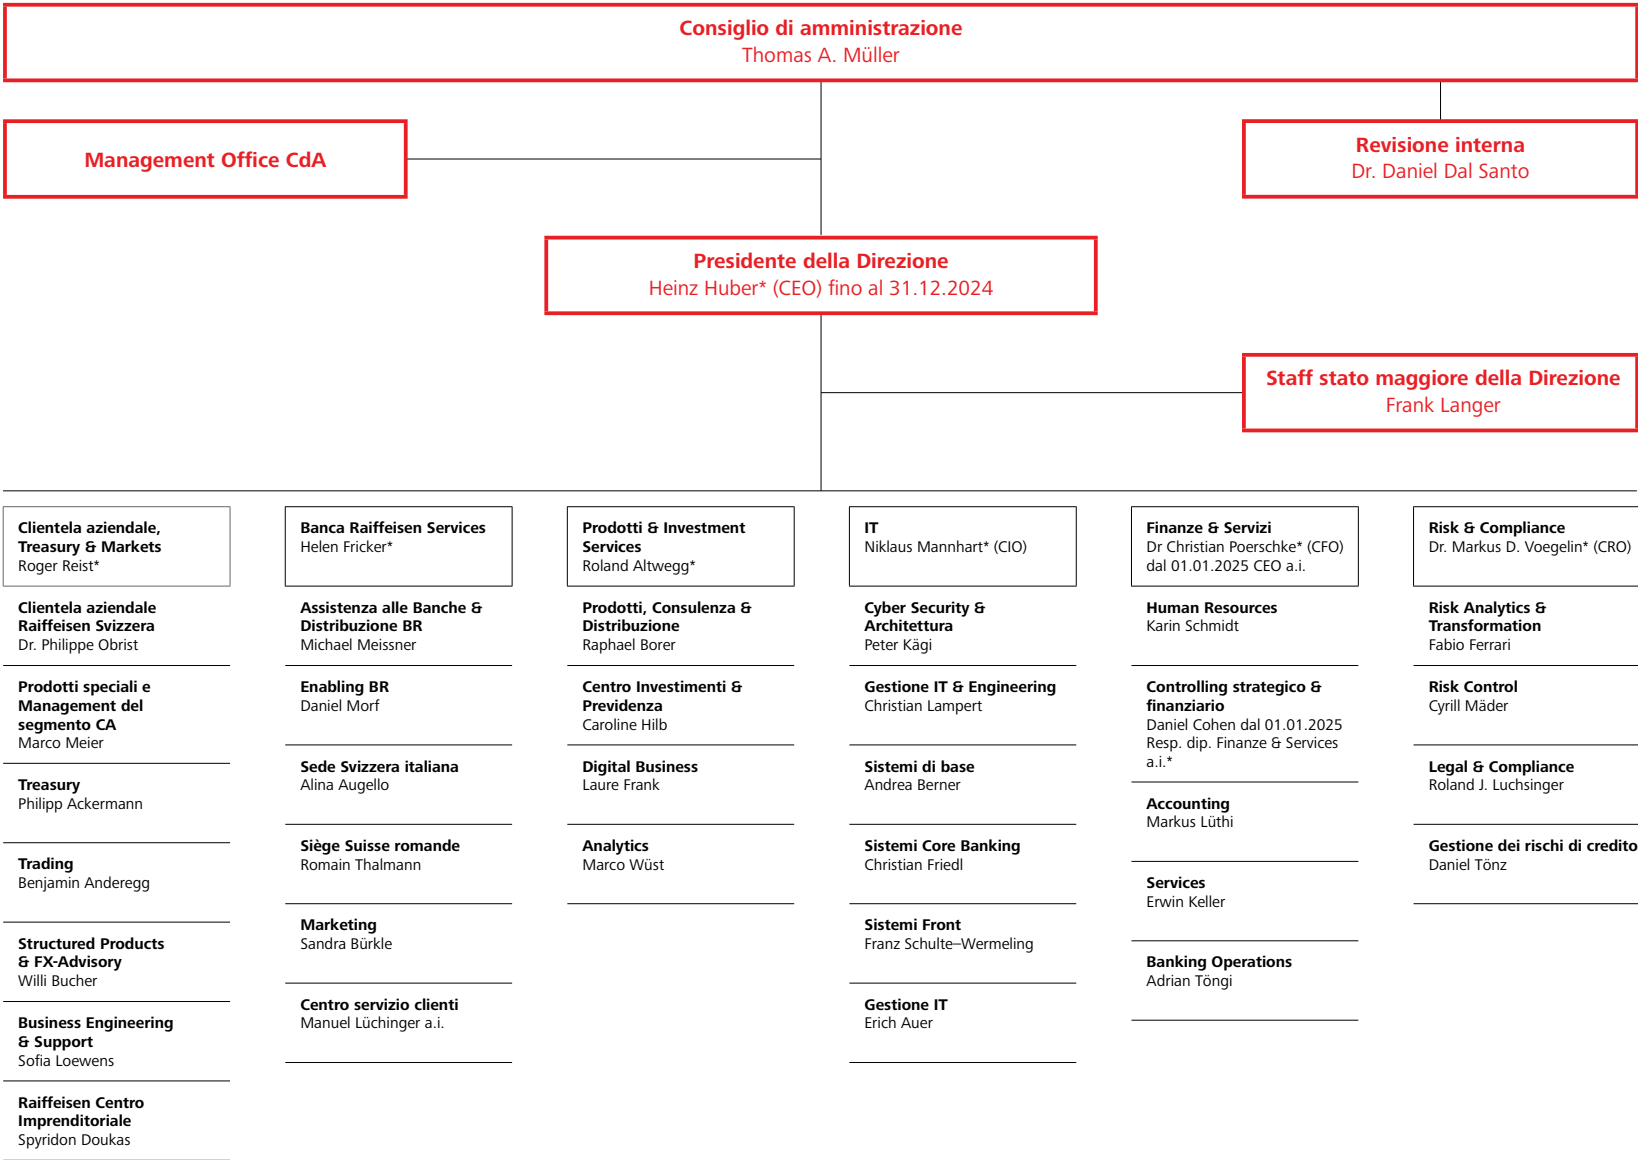 Consiglio di amministrazione
Thomas A. Müller
Management Office CdA
Revisione interna
Dr. Daniel Dal Santo
Presidente della Direzione
Heinz Huber* (CEO) fino al 31.12.2024
Staff stato maggiore della Direzione
Frank Langer
Clientela aziendale,
Treasury & Markets
Roger Reist*
Clientela aziendale
Raiffeisen Svizzera
Dr. Philippe Obrist
Prodotti speciali e
Management del
segmento CA
Marco Meier
Treasury
Philipp Ackermann
Trading
Benjamin Anderegg
Structured Products
& FX-Advisory
Willi Bucher
Business Engineering
& Support
Sofia Loewens
Raiffeisen Centro
Imprenditoriale
Spyridon Doukas
Banca Raiffeisen Services
Helen Fricker*
Assistenza alle Banche &
Distribuzione BR
Michael Meissner
Enabling BR
Daniel Morf
Sede Svizzera italiana
Alina Augello
Siège Suisse romande
Romain Thalmann
Marketing
Sandra Bürkle
Centro servizio clienti
Manuel Lüchinger a.i.
Prodotti & Investment
Services
Roland Altwegg*
Prodotti, Consulenza &
Distribuzione
Raphael Borer
Centro Investimenti &
Previdenza
Caroline Hilb
Digital Business
Laure Frank
Analytics
Marco Wüst
IT
Niklaus Mannhart* (CIO)
Cyber Security &
Architettura
Peter Kägi
Gestione IT & Engineering
Christian Lampert
Sistemi di base
Andrea Berner
Sistemi Core Banking
Christian Friedl
Sistemi Front
Franz Schulte–Wermeling
Gestione IT
Erich Auer
Finanze & Servizi
Dr Christian Poerschke* (CFO)
dal 01.01.2025 CEO a.i.
Human Resources
Karin Schmidt
Controlling strategico &
finanziario
Daniel Cohen dal 01.01.2025
Resp. dip. Finanze & Services
a.i.*
Accounting
Markus Lüthi
Services
Erwin Keller
Banking Operations
Adrian Töngi
Risk & Compliance
Dr. Markus D. Voegelin* (CRO)
Risk Analytics &
Transformation
Fabio Ferrari
Risk Control
Cyrill Mäder
Legal & Compliance
Roland J. Luchsinger
Gestione dei rischi di credito
Daniel Tönz